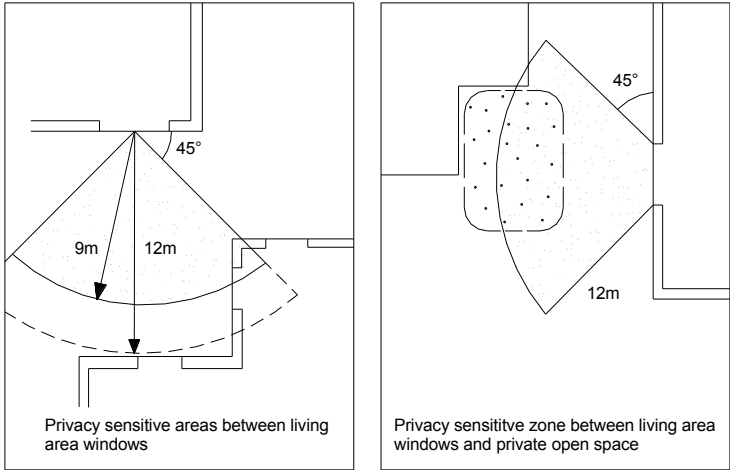 45°
9m
12m
Privacy sensitive areas between living
area windows
45°
12m
Privacy sensititve zone between living area
windows and private open space